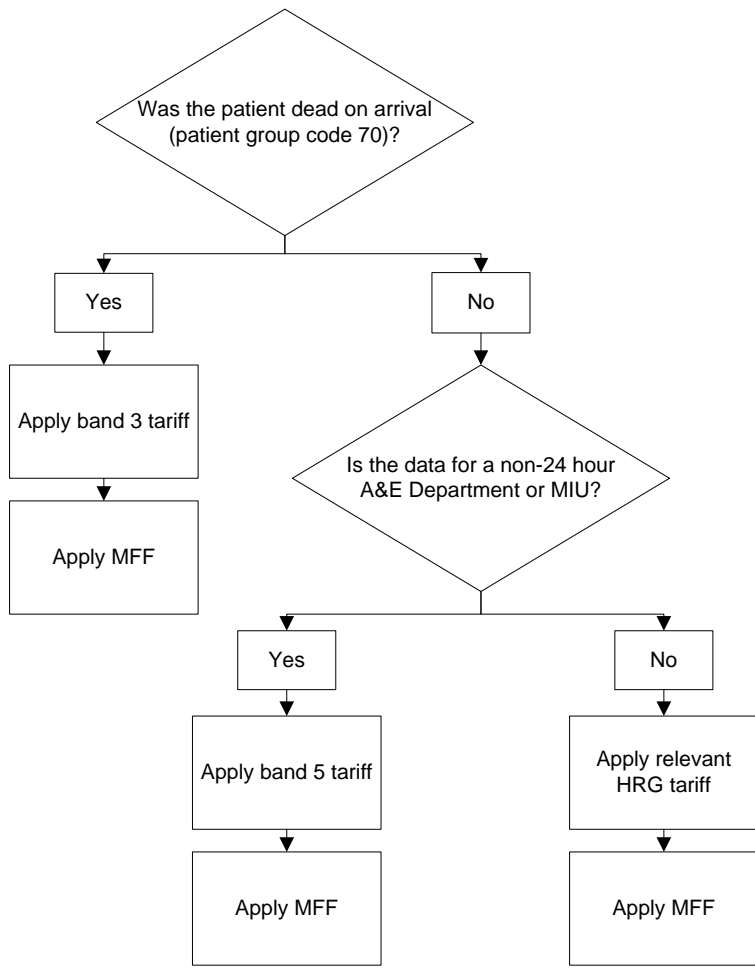 Was the patient dead on arrival
(patient group code 70)?
Yes
No
Apply band 3 tariff
Is the data for a non-24 hour
A&E Department or MIU?
Apply MFF
Yes
No
Apply band 5 tariff
Apply relevant
HRG tariff
Apply MFF
Apply MFF